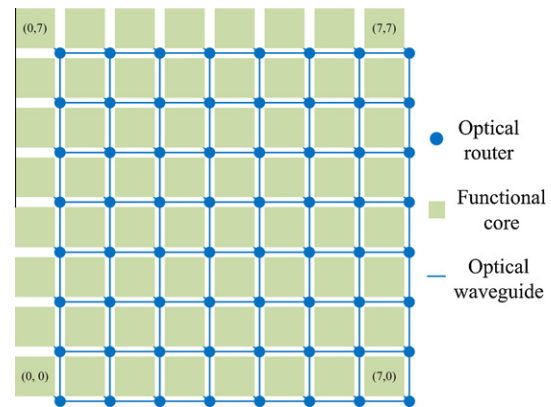 (0,7)
(7,7)
Optical
router
Functional
core
Optical
waveguide
(0, 0)
(7,0)